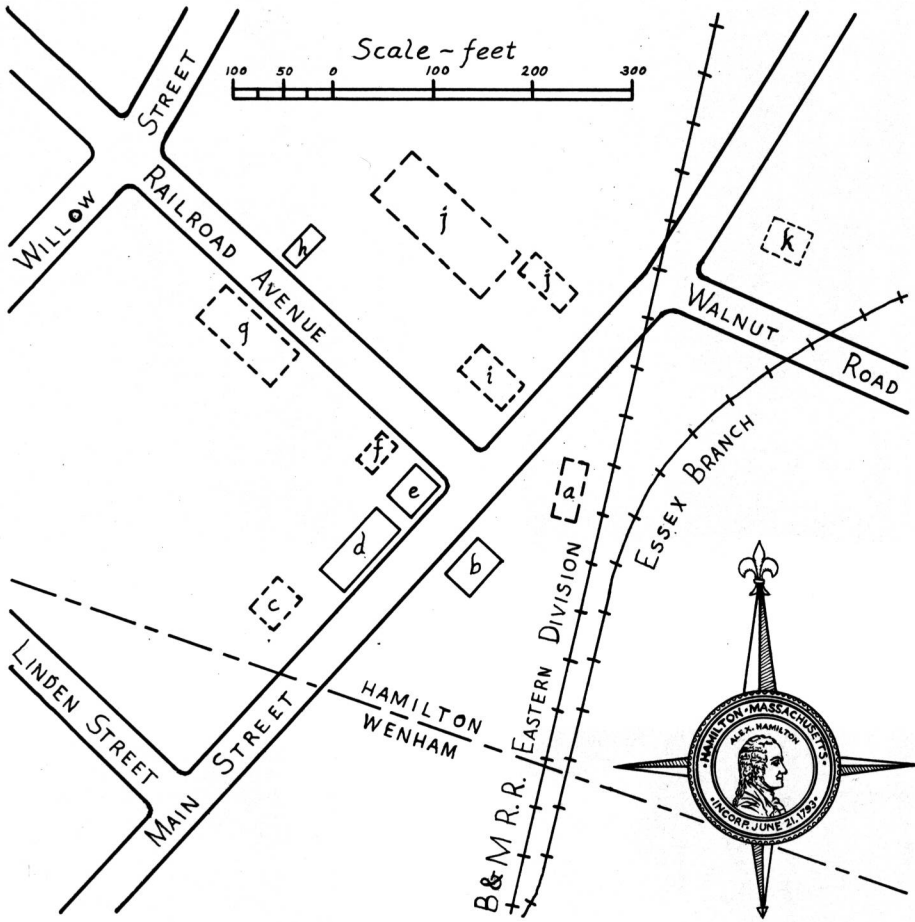 Scale ~ feet
100 50 0 100 200 300
WILLOW STREET
RAILROAD AVENUE
h
j
j
k
g
i
WALNUT ROAD
f
e
a
ESSEX BRANCH
d
b
c
LINDEN STREET
MAIN STREET
HAMILTON
WENHAM
B&M R.R. EASTERN DIVISION
•HAMILTON•MASSACHUSETTS•
ALEX. HAMILTON
•INCORP. JUNE 21, 1793•